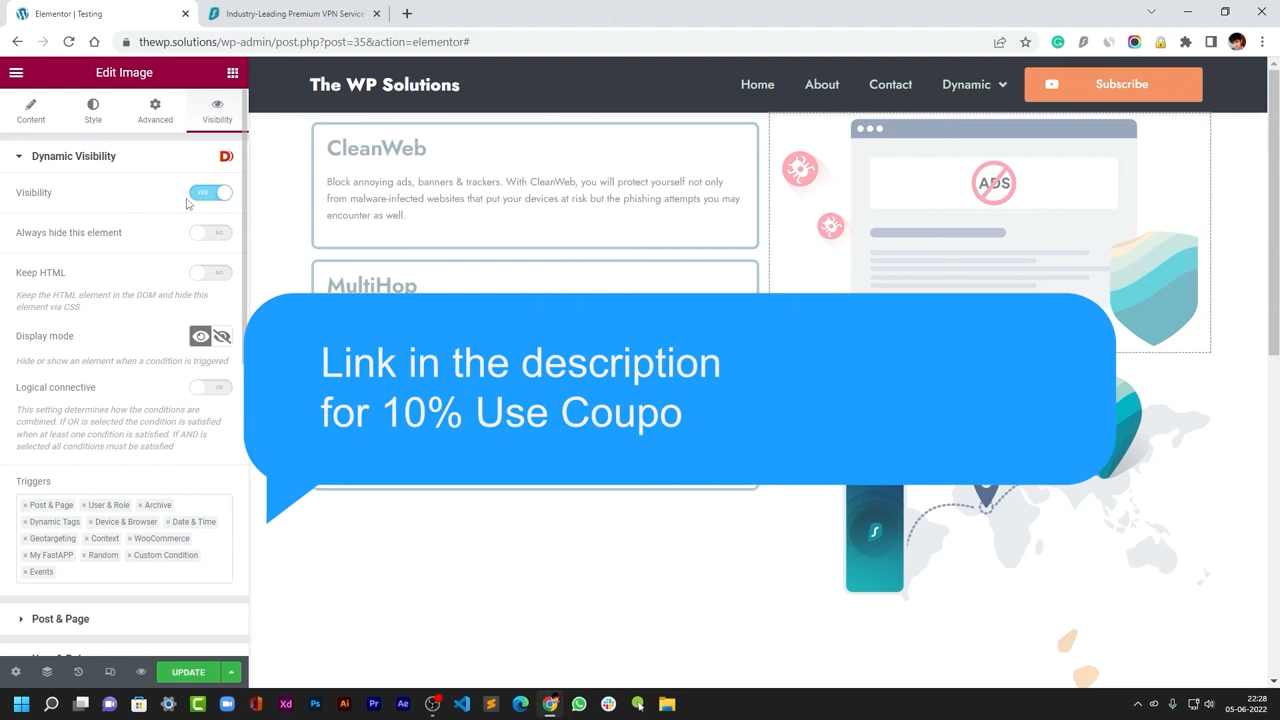 Elementor | Testing
Industry-Leading Premium VPN Service
thewp.solutions/wp-admin/post.php?post=35&action=elementor#
Edit Image
Content
Style
Advanced
Visibility
Dynamic Visibility
Visibility
YES
Always hide this element
NO
Keep HTML
NO
Keep the HTML element in the DOM and hide this
element via CSS
Display mode
Hide or show an element when a condition is triggered
Logical connective
OR
This setting determines how the conditions are
combined. If OR is selected the condition is satisfied
when at least one condition is satisfied. If AND is
selected all conditions must be satisfied
Triggers
× Post & Page × User & Role × Archive
× Dynamic Tags × Device & Browser × Date & Time
× Geotargeting × Context × WooCommerce
× My FastAPP × Random × Custom Condition
× Events
Post & Page
UPDATE
The WP Solutions
Home
About
Contact
Dynamic
Subscribe
CleanWeb
Block annoying ads, banners & trackers. With CleanWeb, you will protect yourself not only
from malware-infected websites that put your devices at risk but the phishing attempts you may
encounter as well.
MultiHop
ADS
Link in the description
for 10% Use Coupo
22:28
05-06-2022